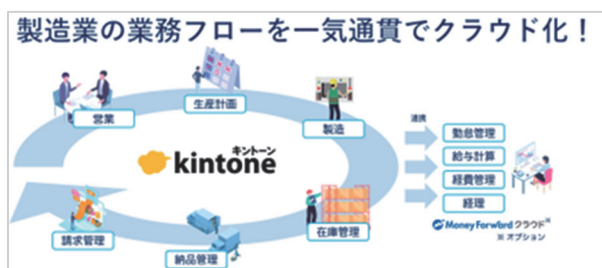 製造業の業務フローを一気通貫でクラウド化！
生産計画
営業
製造
連携
キントーン
kintone
勤怠管理
給与計算
経費管理
経理
在庫管理
請求管理
納品管理
Money Forward クラウド※
※ オプション